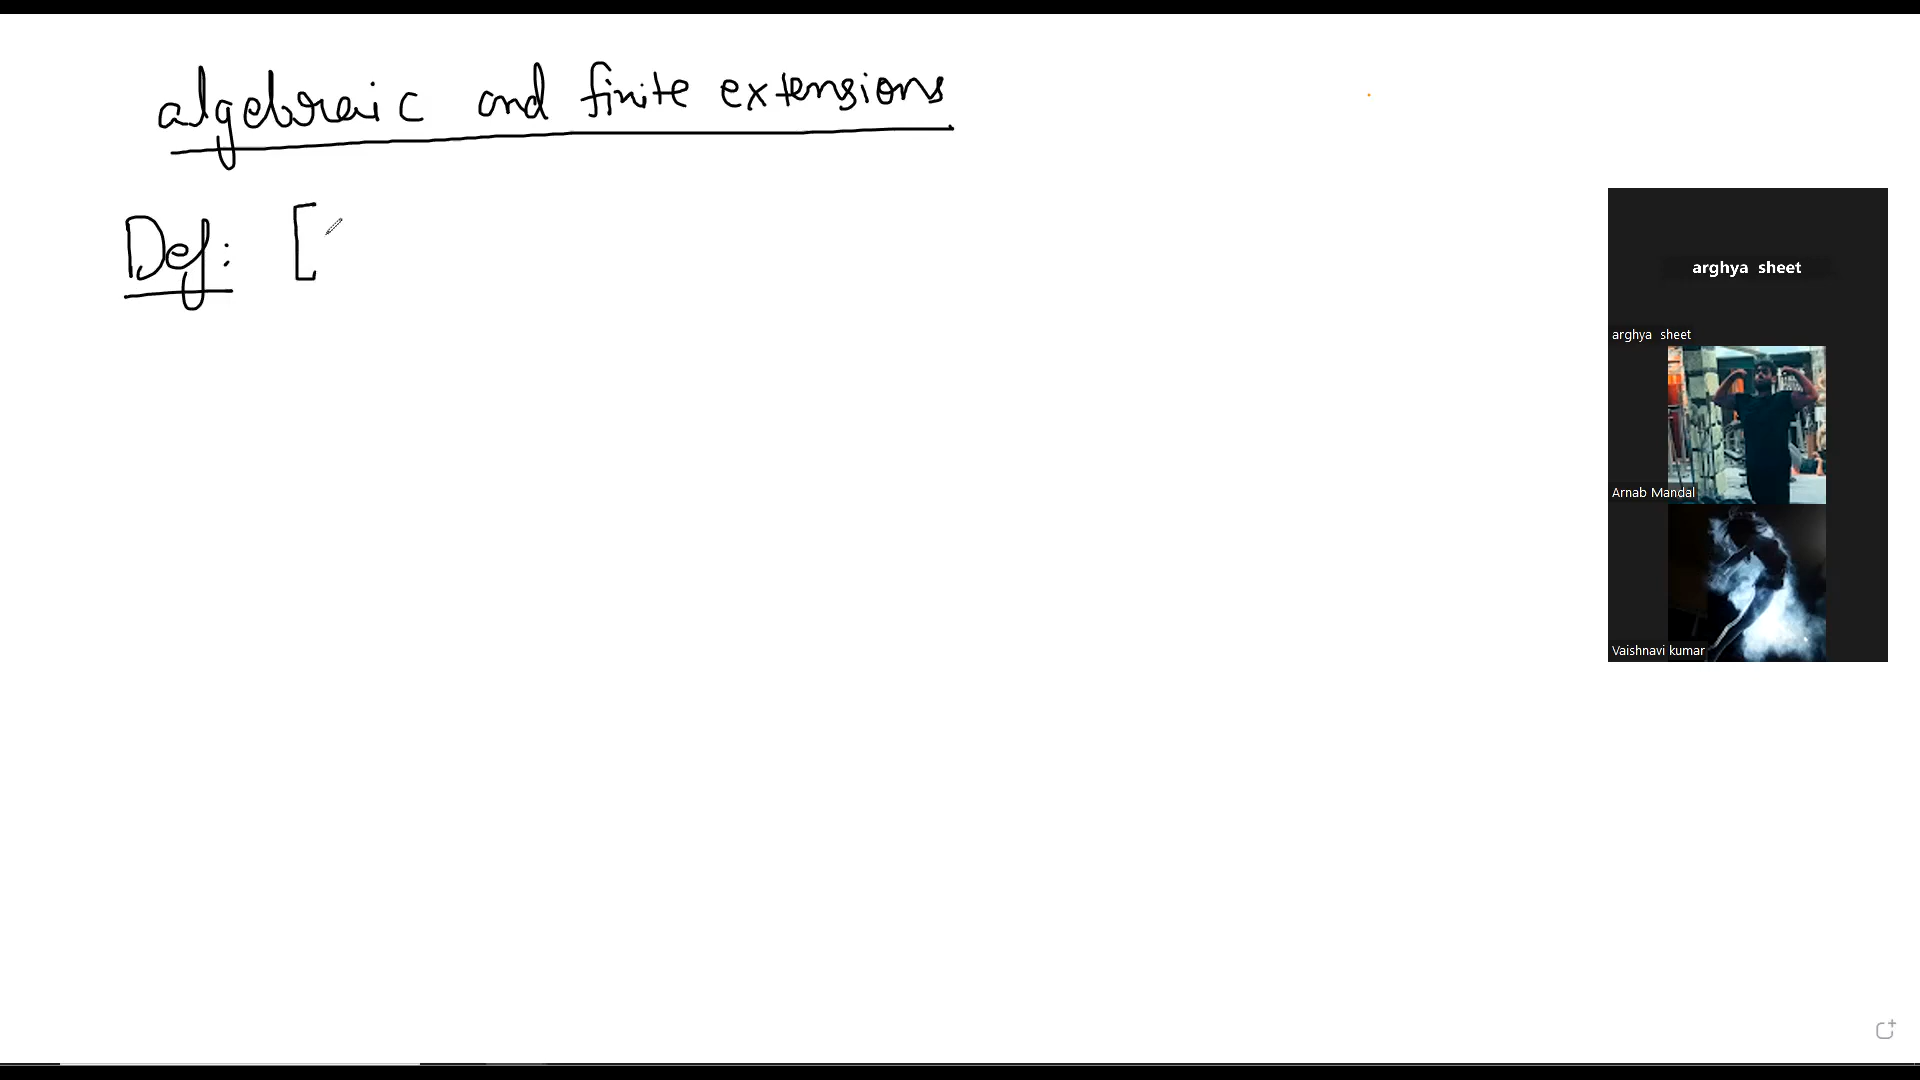 algebraic and finite extensions
Def: [
arghya sheet
arghya sheet
Arnab Mandal
Vaishnavi kumar